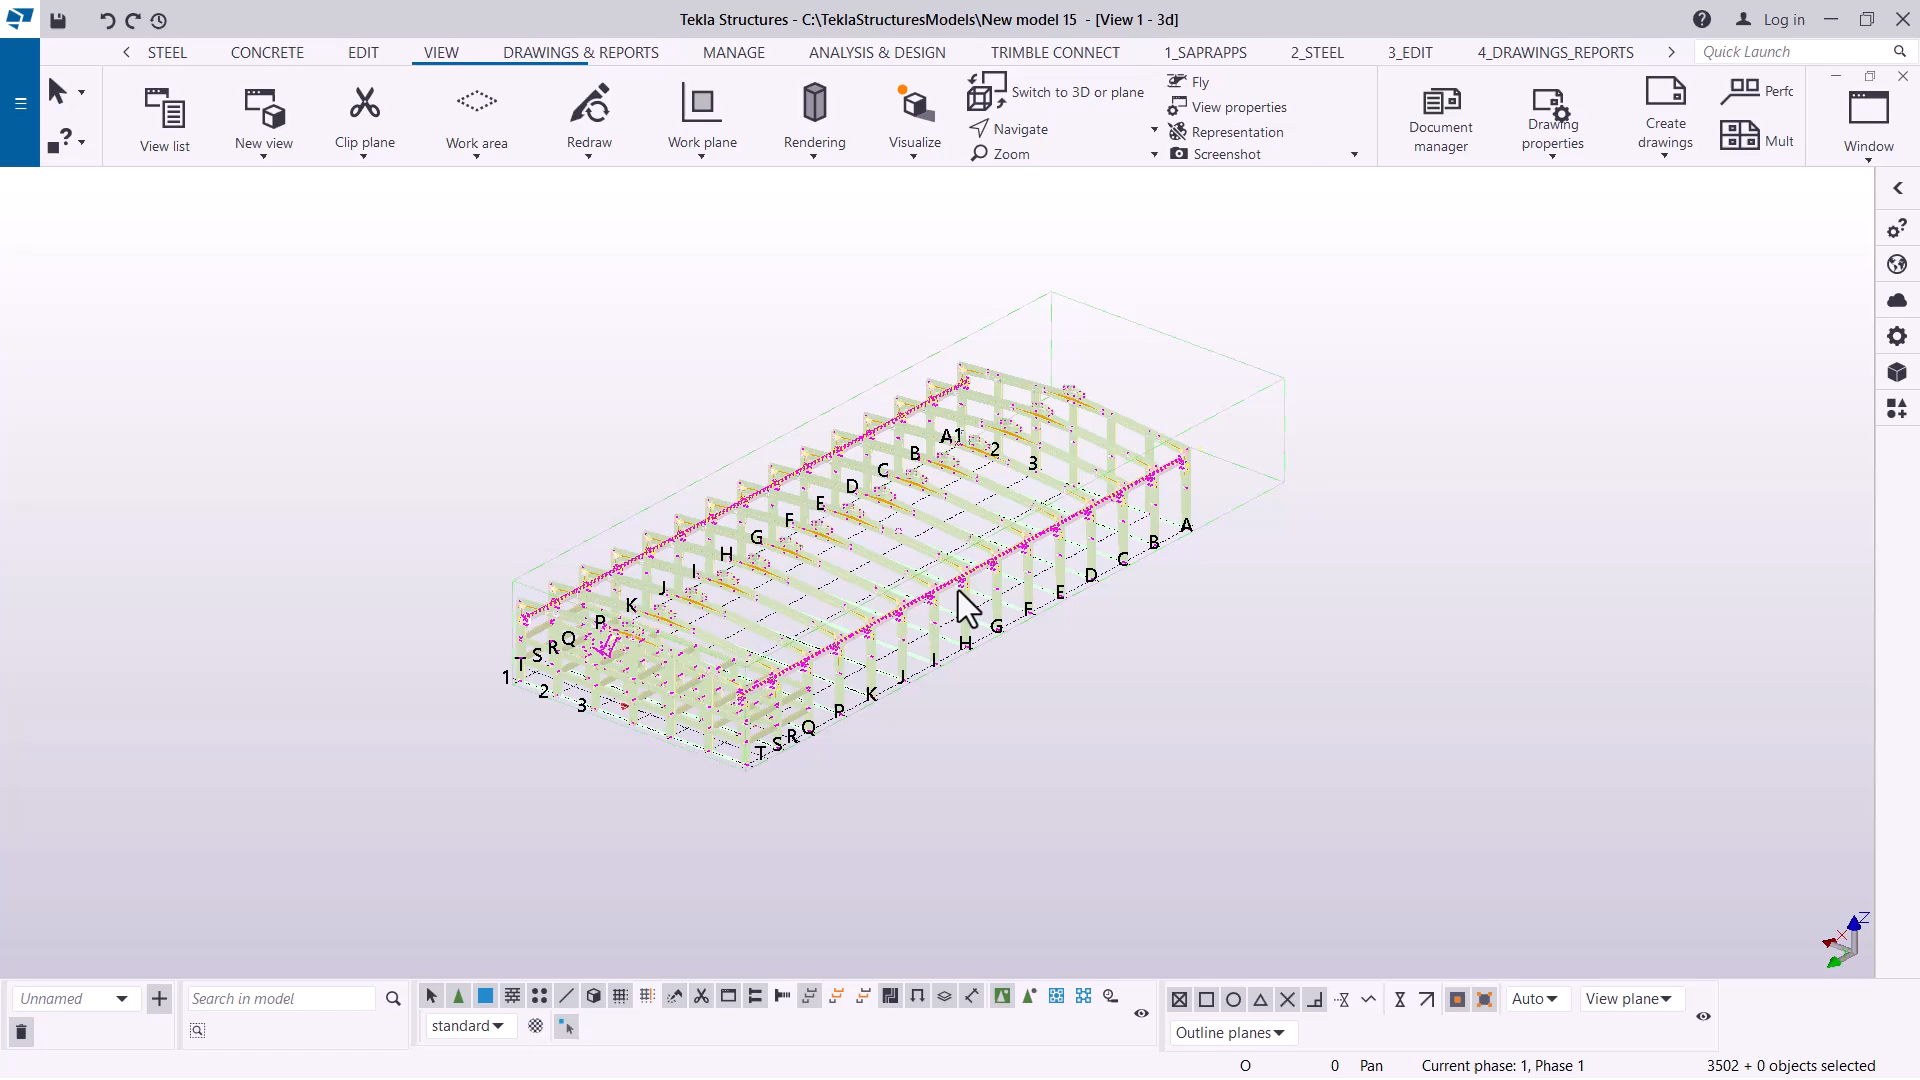 Tekla Structures - C:\TeklaStructuresModels\New model 15 - [View 1 - 3d]
Log in
STEEL CONCRETE EDIT VIEW DRAWINGS & REPORTS MANAGE ANALYSIS & DESIGN TRIMBLE CONNECT 1_SAPRAPPS 2_STEEL 3_EDIT 4_DRAWINGS_REPORTS Quick Launch
View list
New view
Clip plane
Work area
Redraw
Work plane
Rendering
Visualize
Switch to 3D or plane
Navigate
Zoom
Fly
View properties
Representation
Screenshot
Document
manager
Drawing
properties
Create
drawings
Perfc
Mult
Window
A1 2 3
B
C
D
E
F
G
H
I
J
K
P
Q
R
S
T
1
2
3
A
B
C
D
E
F
G
H
I
J
K
P
Q
R
S
T
Z
X
Unnamed
Search in model
standard
Auto
View plane
Outline planes
O 0 Pan Current phase: 1, Phase 1 3502 + 0 objects selected